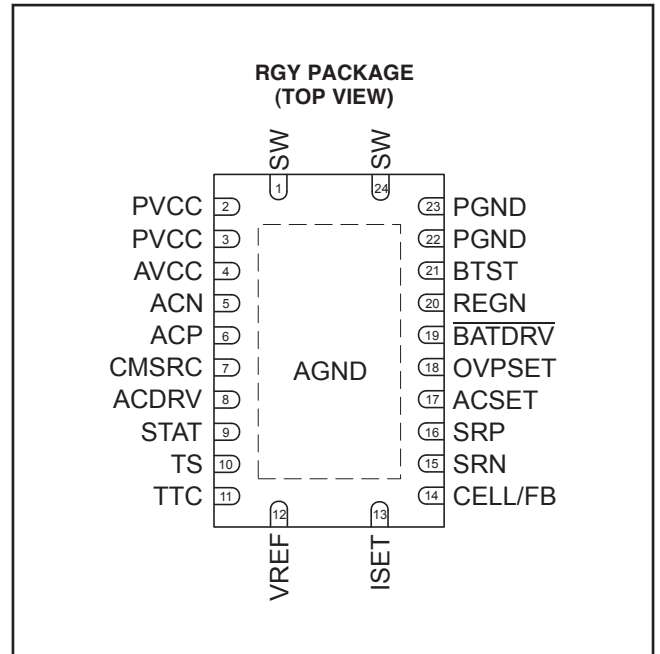 RGY PACKAGE
(TOP VIEW)
SW
SW
1
24
PVCC 2
23 PGND
PVCC 3
22 PGND
AVCC 4
21 BTST
ACN 5
20 REGN
ACP 6
19 BATDRV
CMSRC 7
AGND
18 OVPSET
ACDRV 8
17 ACSET
STAT 9
16 SRP
TS 10
15 SRN
TTC 11
14 CELL/FB
12
13
VREF
ISET